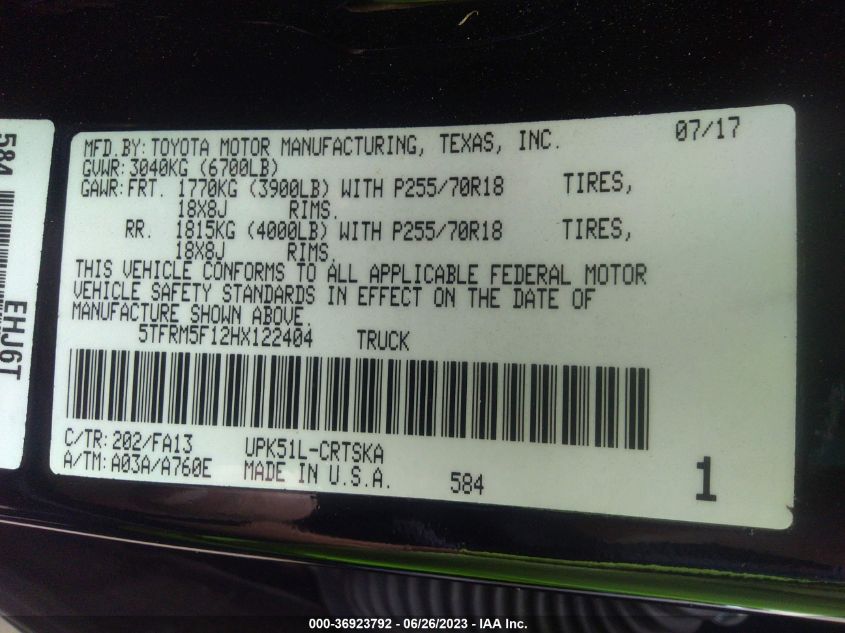 MFD.BY: TOYOTA MOTOR MANUFACTURING, TEXAS, INC. 07/17
GVWR: 3040KG (6700LB)
GAWR: FRT. 1770KG (3900LB) WITH P255/70R18 TIRES,
18X8J RIMS.
RR. 1815KG (4000LB) WITH P255/70R18 TIRES,
18X8J RIMS.
THIS VEHICLE CONFORMS TO ALL APPLICABLE FEDERAL MOTOR
VEHICLE SAFETY STANDARDS IN EFFECT ON THE DATE OF
MANUFACTURE SHOWN ABOVE.
5TFRM5F12HX122404 TRUCK
C/TR: 202/FA13 UPK51L-CRTSKA
A/TM: A03A/A760E MADE IN U.S.A. 584 1
584 EHJ6T
000-36923792 - 06/26/2023 - IAA Inc.